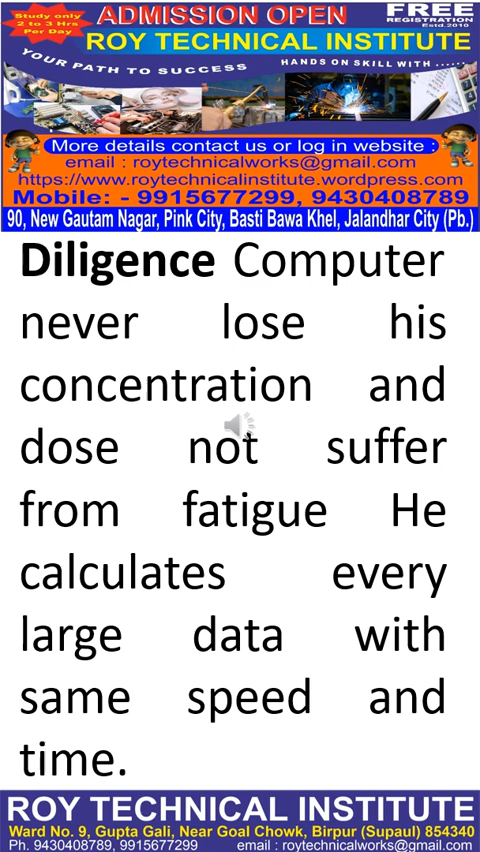 Study only
2 to 3 Hrs
Per Day
ADMISSION OPEN
FREE
REGISTRATION
Estd.2010
ROY TECHNICAL INSTITUTE
YOUR PATH TO SUCCESS
HANDS ON SKILL WITH ......
More details contact us or log in website :
email : roytechnicalworks@gmail.com
https://www.roytechnicalinstitute.wordpress.com
Mobile: - 9915677299, 9430408789
90, New Gautam Nagar, Pink City, Basti Bawa Khel, Jalandhar City (Pb.)
Diligence Computer
never lose his
concentration and
dose not suffer
from fatigue He
calculates every
large data with
same speed and
time.
ROY TECHNICAL INSTITUTE
Ward No. 9, Gupta Gali, Near Goal Chowk, Birpur (Supaul) 854340
Ph. 9430408789, 9915677299 email : roytechnicalworks@gmail.com